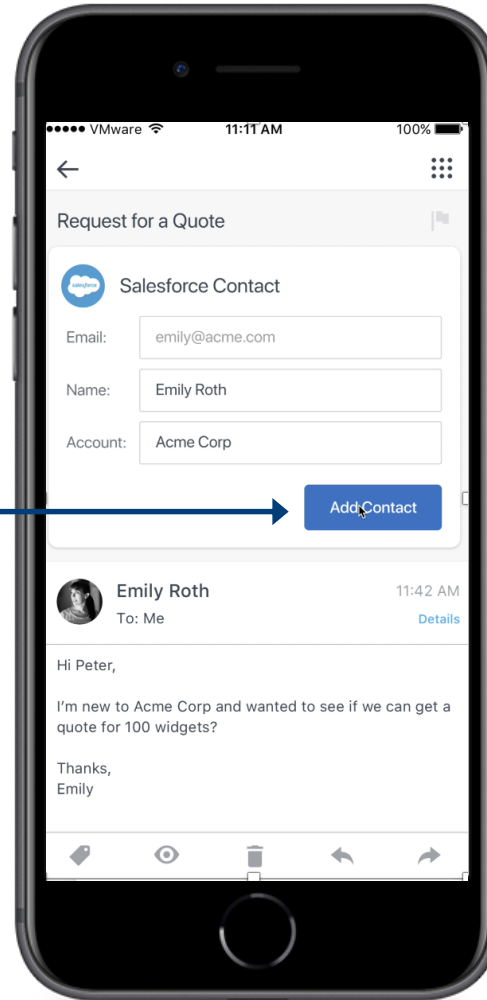 VMware 11:11 AM 100%
Request for a Quote
salesforce Salesforce Contact
Email: emily@acme.com
Name: Emily Roth
Account: Acme Corp
Add Contact
Emily Roth 11:42 AM
To: Me Details
Hi Peter,
I'm new to Acme Corp and wanted to see if we can get a
quote for 100 widgets?
Thanks,
Emily